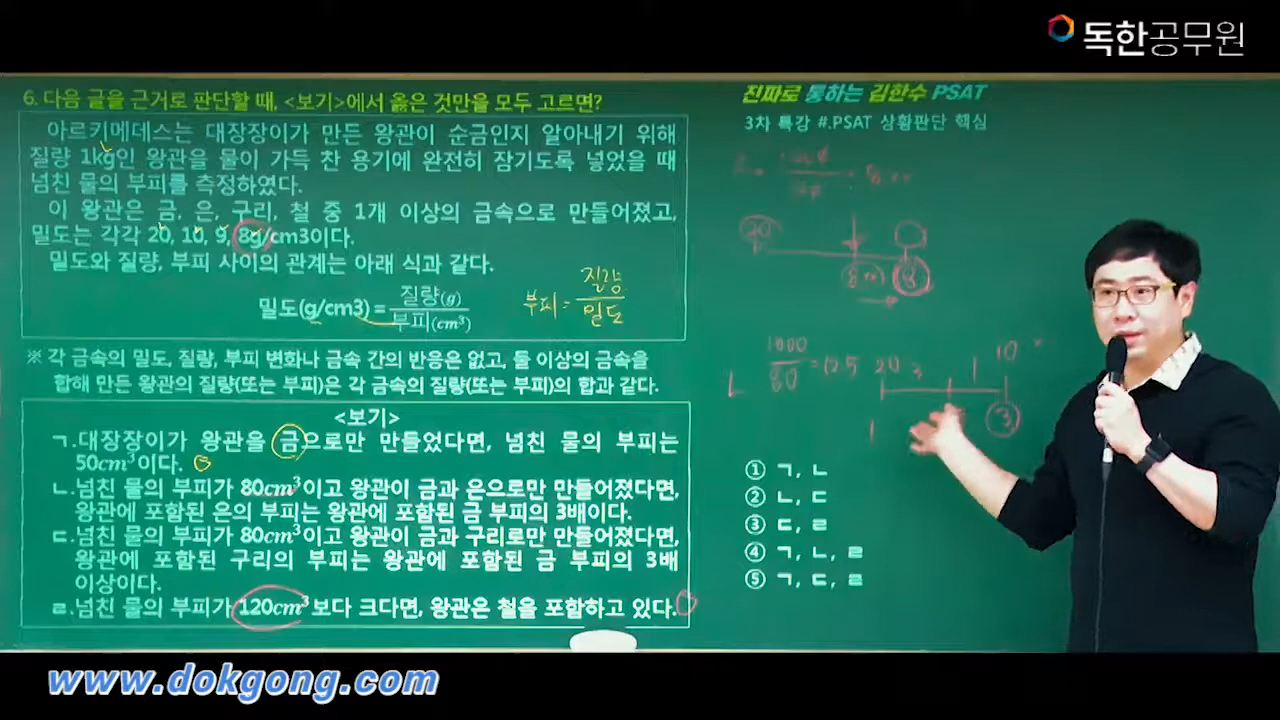 독한공무원
6. 다음 글을 근거로 판단할 때, <보기>에서 옳은 것만을 모두 고르면?
아르키메데스는 대장장이가 만든 왕관이 순금인지 알아내기 위해
질량 1kg인 왕관을 물이 가득 찬 용기에 완전히 잠기도록 넣었을 때
넘친 물의 부피를 측정하였다.
이 왕관은 금, 은, 구리, 철 중 1개 이상의 금속으로 만들어졌고,
밀도는 각각 20, 10, 9, 8g/cm3이다.
밀도와 질량, 부피 사이의 관계는 아래 식과 같다.
밀도(g/cm3) = 질량(g)
부피(cm³)
부피 = 질량
밀도
※ 각 금속의 밀도, 질량, 부피 변화나 금속 간의 반응은 없고, 둘 이상의 금속을
합해 만든 왕관의 질량(또는 부피)은 각 금속의 질량(또는 부피)의 합과 같다.
<보기>
ㄱ.대장장이가 왕관을 금으로만 만들었다면, 넘친 물의 부피는
50cm³이다.
ㄴ.넘친 물의 부피가 80cm³이고 왕관이 금과 은으로만 만들어졌다면,
왕관에 포함된 은의 부피는 왕관에 포함된 금 부피의 3배이다.
ㄷ.넘친 물의 부피가 80cm³이고 왕관이 금과 구리로만 만들어졌다면,
왕관에 포함된 구리의 부피는 왕관에 포함된 금 부피의 3배
이상이다.
ㄹ.넘친 물의 부피가 120cm³보다 크다면, 왕관은 철을 포함하고 있다.
진짜로 통하는 김한수 PSAT
3차 특강 #.PSAT 상황판단 핵심
20
8
ㄴ
1000
80
=12.5
20
3
1
10
1
3
① ㄱ, ㄴ
② ㄴ, ㄷ
③ ㄷ, ㄹ
④ ㄱ, ㄴ, ㄹ
⑤ ㄱ, ㄷ, ㄹ
www.dokgong.com